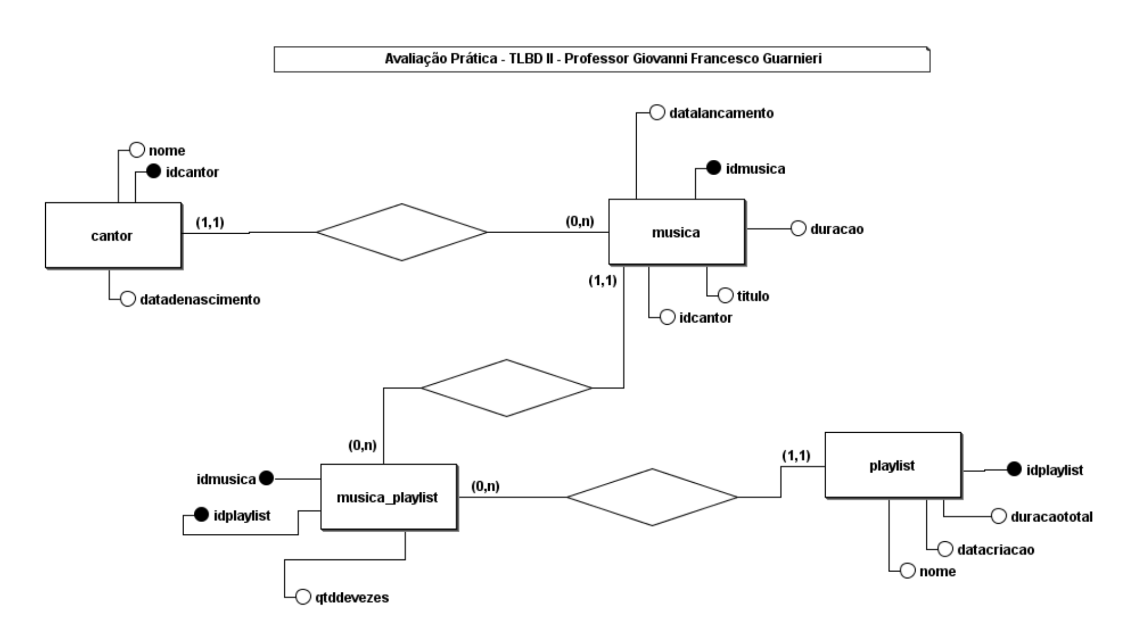 Avaliação Prática - TLBD II - Professor Giovanni Francesco Guarnieri
datalancamento
nome
idcantor
idmusica
cantor
(1,1)
(0,n)
musica
duracao
datadenascimento
(1,1)
titulo
idcantor
(0,n)
(1,1)
playlist
idplaylist
idmusica
musica_playlist
(0,n)
idplaylist
duracaototal
datacriacao
nome
qtddevezes